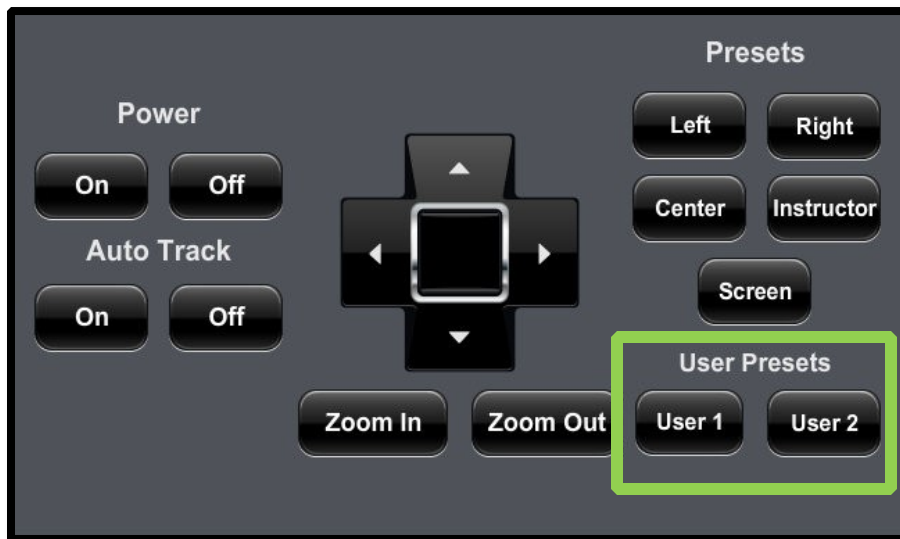 Power
On Off
Auto Track
On Off
Zoom In Zoom Out
Presets
Left Right
Center Instructor
Screen
User Presets
User 1 User 2